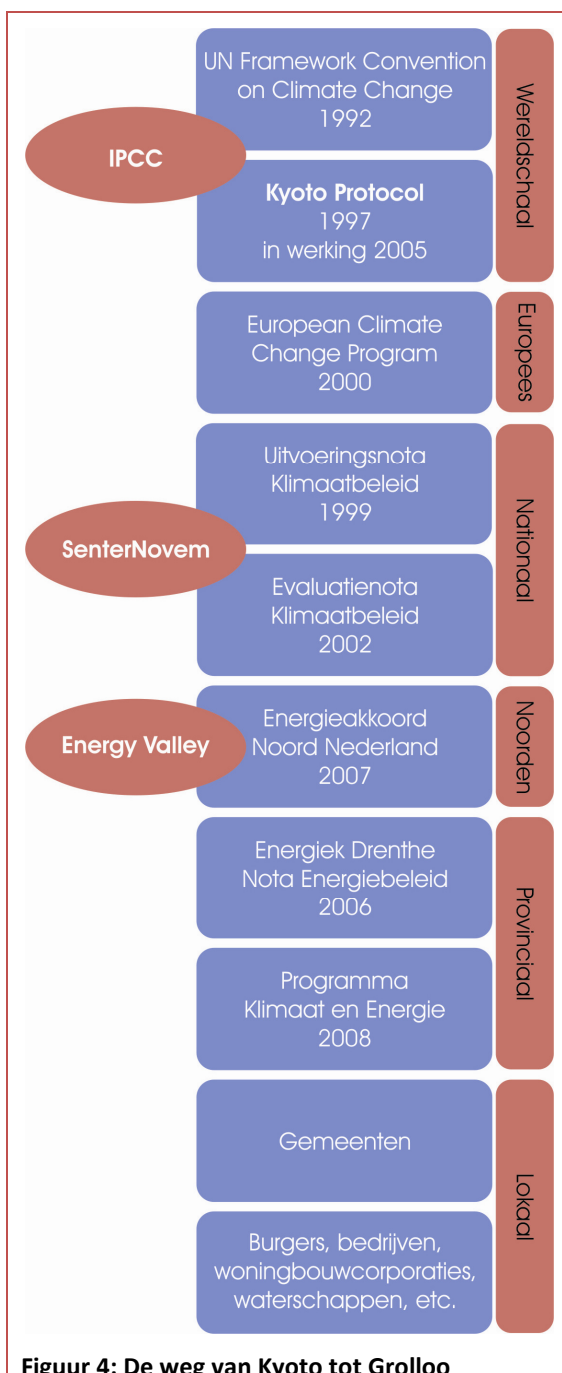 UN Framework Convention
on Climate Change
1992
Wereldschaal
IPCC
Kyoto Protocol
1997
in werking 2005
European Climate
Change Program
2000
Europees
Uitvoeringsnota
Klimaatbeleid
1999
Nationaal
SenterNovem
Evaluatienota
Klimaatbeleid
2002
Energy Valley
Energieakkoord
Noord Nederland
2007
Noorden
Energiek Drenthe
Nota Energiebeleid
2006
Provinciaal
Programma
Klimaat en Energie
2008
Gemeenten
Lokaal
Burgers, bedrijven,
woningbouwcorporaties,
waterschappen, etc.
Figuur 4: De weg van Kyoto tot Grolloo